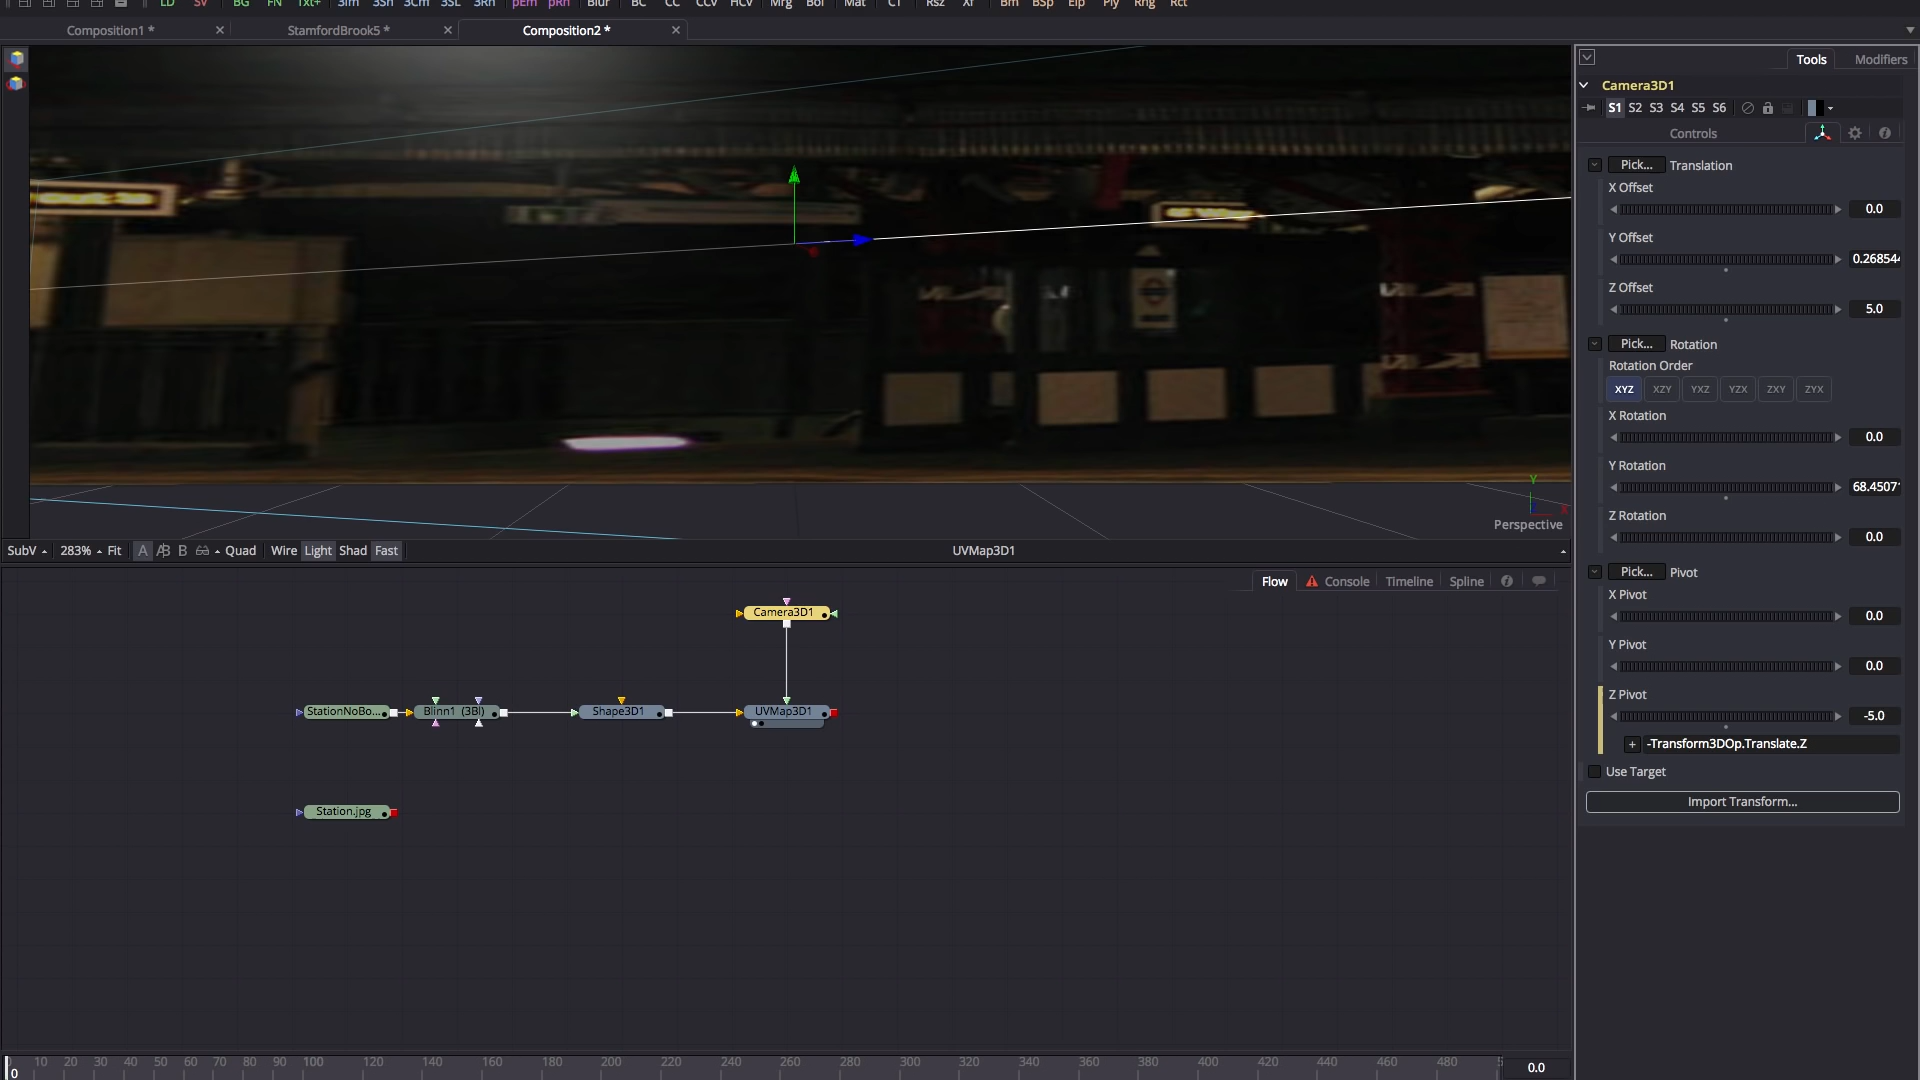 LD SV BG FN Txt+ 3Im 3Sh 3Cm 3SL 3Rn pEm pRn Blur BC CC CCv HCv Mrg Bol Mat CT Rsz Xf Bm BSp Elp Ply Rng Rct
Composition1 *
StamfordBrook5 *
Composition2 *
Tools
Modifiers
Camera3D1
S1 S2 S3 S4 S5 S6
Controls
Pick... Translation
X Offset
0.0
Y Offset
0.26854
Z Offset
5.0
Pick... Rotation
Rotation Order
XYZ XZY YXZ YZX ZXY ZYX
X Rotation
0.0
Y Rotation
68.4507
Z Rotation
0.0
Pick... Pivot
X Pivot
0.0
Y Pivot
0.0
Z Pivot
-5.0
+ -Transform3DOp.Translate.Z
Use Target
Import Transform...
Way out
Y
X
Perspective
SubV 283% Fit A AB B Quad Wire Light Shad Fast
UVMap3D1
Flow Console Timeline Spline
Camera3D1
StationNoBo... Blinn1 (3Bl) Shape3D1 UVMap3D1
Station.jpg
0 10 20 30 40 50 60 70 80 90 100 120 140 160 180 200 220 240 260 280 300 320 340 360 380 400 420 440 460 480 5
0
0.0